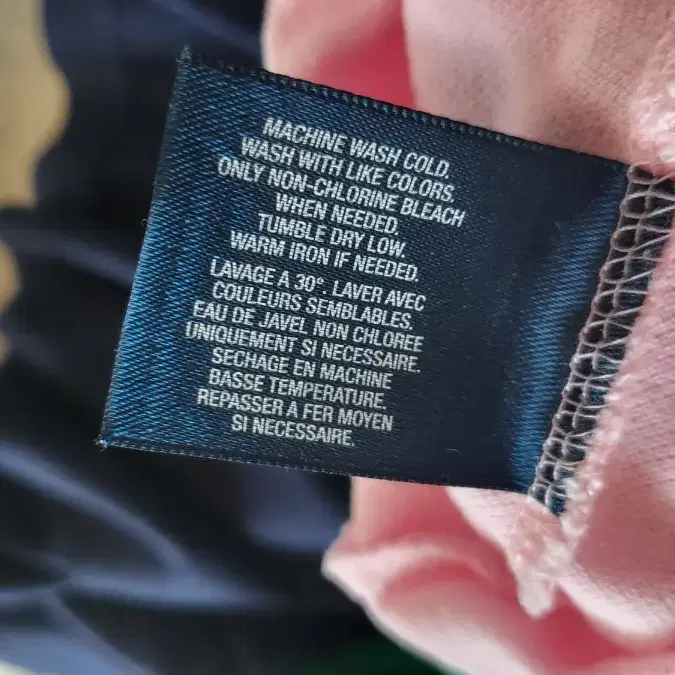 MACHINE WASH COLD.
WASH WITH LIKE COLORS.
ONLY NON-CHLORINE BLEACH
WHEN NEEDED.
TUMBLE DRY LOW.
WARM IRON IF NEEDED.
LAVAGE A 30°. LAVER AVEC
COULEURS SEMBLABLES.
EAU DE JAVEL NON CHLOREE
UNIQUEMENT SI NECESSAIRE.
SECHAGE EN MACHINE
BASSE TEMPERATURE.
REPASSER A FER MOYEN
SI NECESSAIRE.